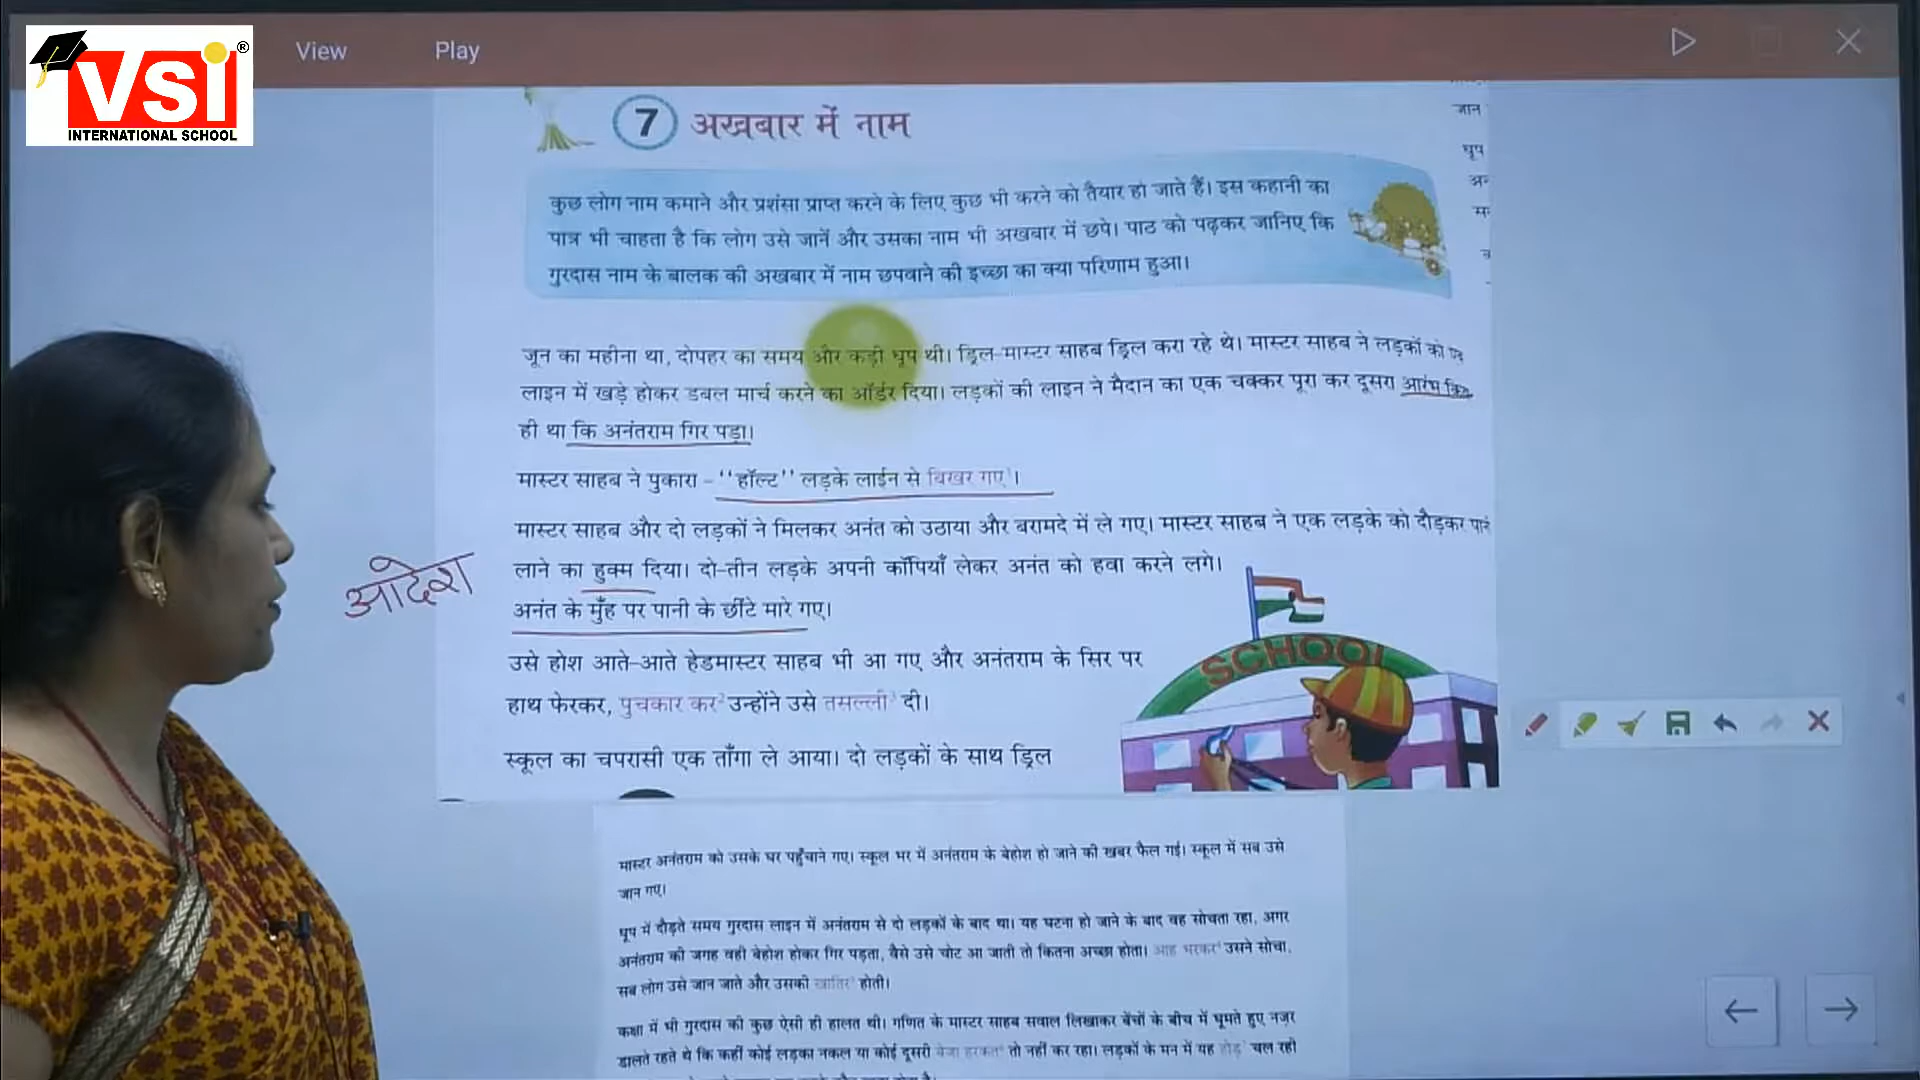 VSI®
INTERNATIONAL SCHOOL
View Play
7 अखबार में नाम
कुछ लोग नाम कमाने और प्रशंसा प्राप्त करने के लिए कुछ भी करने को तैयार हो जाते हैं। इस कहानी का
पात्र भी चाहता है कि लोग उसे जानें और उसका नाम भी अखबार में छपे। पाठ को पढ़कर जानिए कि
गुरदास नाम के बालक की अखबार में नाम छपवाने की इच्छा का क्या परिणाम हुआ।
जून का महीना था, दोपहर का समय और कड़ी धूप थी। ड्रिल-मास्टर साहब ड्रिल करा रहे थे। मास्टर साहब ने लड़कों को
लाइन में खड़े होकर डबल मार्च करने का ऑर्डर दिया। लड़कों की लाइन ने मैदान का एक चक्कर पूरा कर दूसरा आरंभ
ही था कि अनंतराम गिर पड़ा।
मास्टर साहब ने पुकारा – ''हॉल्ट'' लड़के लाईन से बिखर गए¹।
मास्टर साहब और दो लड़कों ने मिलकर अनंत को उठाया और बरामदे में ले गए। मास्टर साहब ने एक लड़के को दौड़कर
लाने का हुक्म दिया। दो-तीन लड़के अपनी कॉपियाँ लेकर अनंत को हवा करने लगे।
आदेश
अनंत के मुँह पर पानी के छींटे मारे गए।
उसे होश आते-आते हेडमास्टर साहब भी आ गए और अनंतराम के सिर पर
हाथ फेरकर, पुचकार कर² उन्होंने उसे तसल्ली³ दी।
स्कूल का चपरासी एक ताँगा ले आया। दो लड़कों के साथ ड्रिल
SCHOOL
मास्टर अनंतराम को उसके घर पहुँचाने गए। स्कूल भर में अनंतराम के बेहोश हो जाने की खबर फैल गई। स्कूल में सब उसे
जान गए।
धूप में दौड़ते समय गुरदास लाइन में अनंतराम से दो लड़कों के बाद था। यह घटना हो जाने के बाद वह सोचता रहा, अगर
अनंतराम की जगह वही बेहोश होकर गिर पड़ता, वैसे उसे चोट आ जाती तो कितना अच्छा होता। आह भरकर⁴ उसने सोचा,
सब लोग उसे जान जाते और उसकी खातिर⁵ होती।
कक्षा में भी गुरदास की कुछ ऐसी ही हालत थी। गणित के मास्टर साहब सवाल लिखाकर बेंचों के बीच में घूमते हुए नज़र
डालते रहते थे कि कहीं कोई लड़का नकल या कोई दूसरी बेजा हरकत⁶ तो नहीं कर रहा। लड़कों के मन में यह होड़⁷ चल रही
जान
धूप